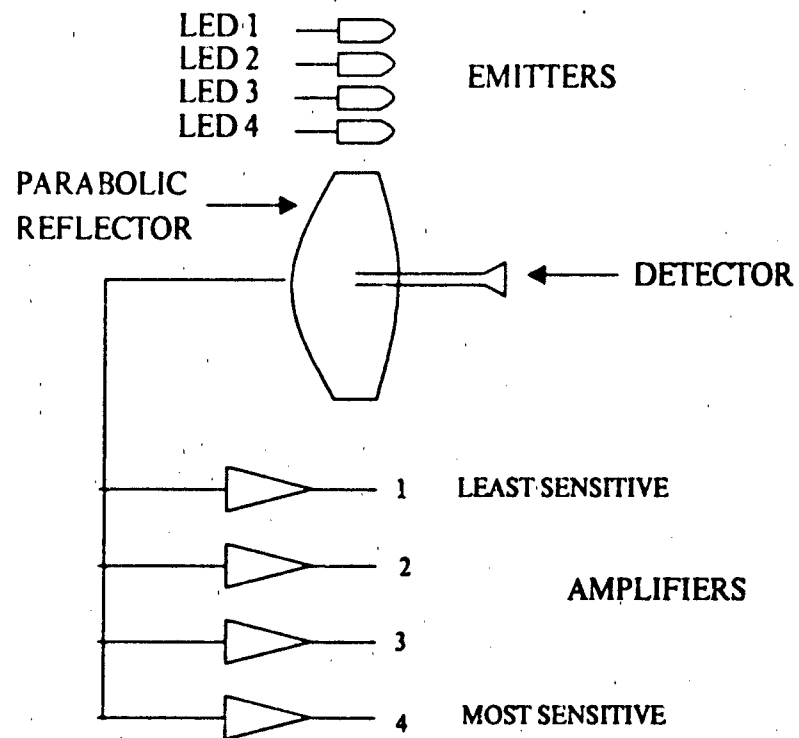 LED 1
LED 2
LED 3
LED 4
EMITTERS
PARABOLIC
REFLECTOR
DETECTOR
1 LEAST SENSITIVE
2
AMPLIFIERS
3
4 MOST SENSITIVE